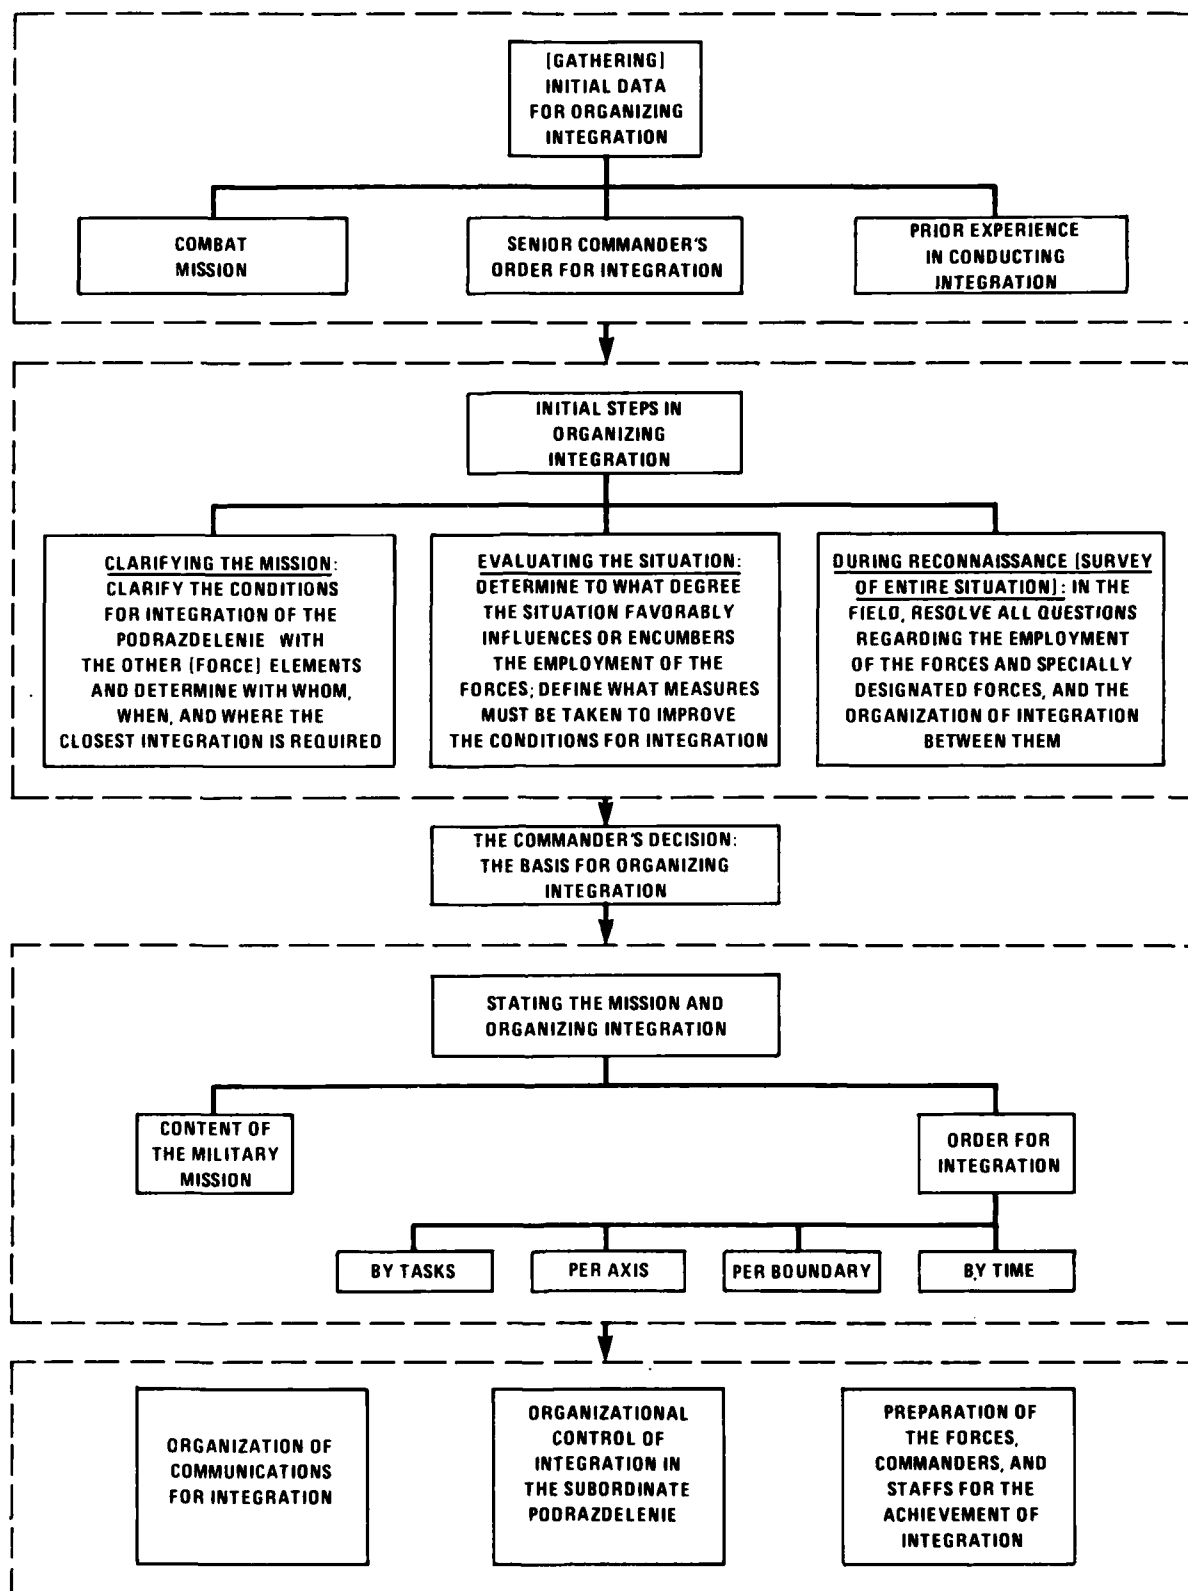 [GATHERING]
INITIAL DATA
FOR ORGANIZING
INTEGRATION
COMBAT
MISSION
SENIOR COMMANDER'S
ORDER FOR INTEGRATION
PRIOR EXPERIENCE
IN CONDUCTING
INTEGRATION
INITIAL STEPS IN
ORGANIZING
INTEGRATION
CLARIFYING THE MISSION:
CLARIFY THE CONDITIONS
FOR INTEGRATION OF THE
PODRAZDELENIE WITH
THE OTHER [FORCE] ELEMENTS
AND DETERMINE WITH WHOM,
WHEN, AND WHERE THE
CLOSEST INTEGRATION IS REQUIRED
EVALUATING THE SITUATION:
DETERMINE TO WHAT DEGREE
THE SITUATION FAVORABLY
INFLUENCES OR ENCUMBERS
THE EMPLOYMENT OF THE
FORCES; DEFINE WHAT MEASURES
MUST BE TAKEN TO IMPROVE
THE CONDITIONS FOR INTEGRATION
DURING RECONNAISSANCE [SURVEY
OF ENTIRE SITUATION]: IN THE
FIELD, RESOLVE ALL QUESTIONS
REGARDING THE EMPLOYMENT
OF THE FORCES AND SPECIALLY
DESIGNATED FORCES, AND THE
ORGANIZATION OF INTEGRATION
BETWEEN THEM
THE COMMANDER'S DECISION:
THE BASIS FOR ORGANIZING
INTEGRATION
STATING THE MISSION AND
ORGANIZING INTEGRATION
CONTENT OF
THE MILITARY
MISSION
ORDER FOR
INTEGRATION
BY TASKS
PER AXIS
PER BOUNDARY
BY TIME
ORGANIZATION OF
COMMUNICATIONS
FOR INTEGRATION
ORGANIZATIONAL
CONTROL OF
INTEGRATION IN
THE SUBORDINATE
PODRAZDELENIE
PREPARATION OF
THE FORCES,
COMMANDERS, AND
STAFFS FOR THE
ACHIEVEMENT OF
INTEGRATION